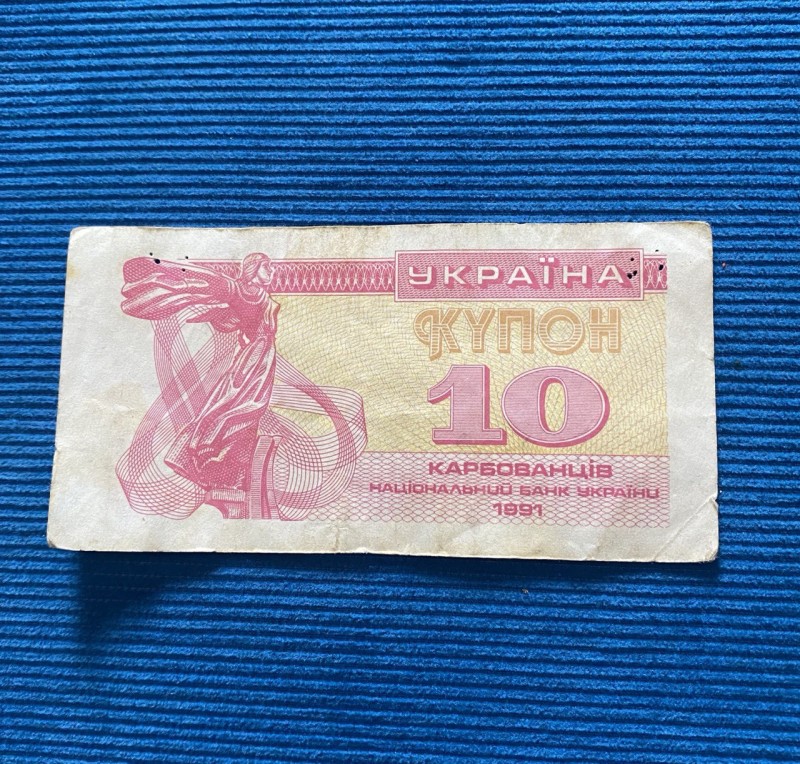 УКРАЇНА
КУПОН
10
КАРБОВАНЦІВ
НАЦІОНАЛЬНИЙ БАНК УКРАЇНИ
1991